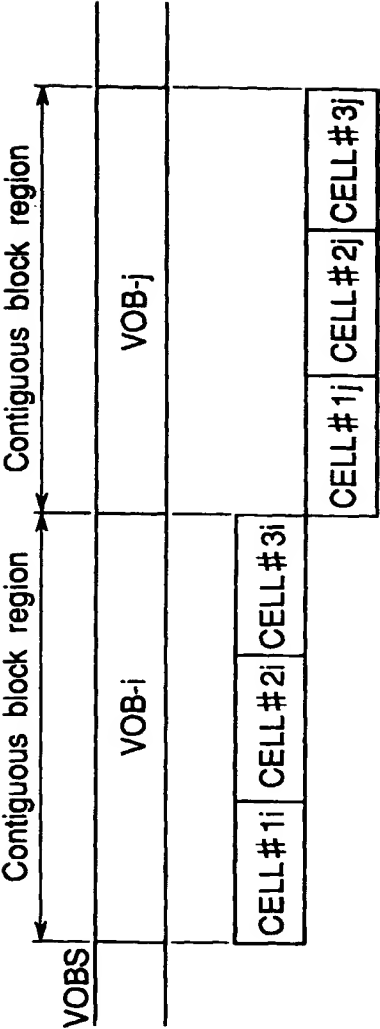 Contiguous block region Contiguous block region
VOBS
VOB-i VOB-j
CELL#1i CELL#2i CELL#3i
CELL#1j CELL#2j CELL#3j